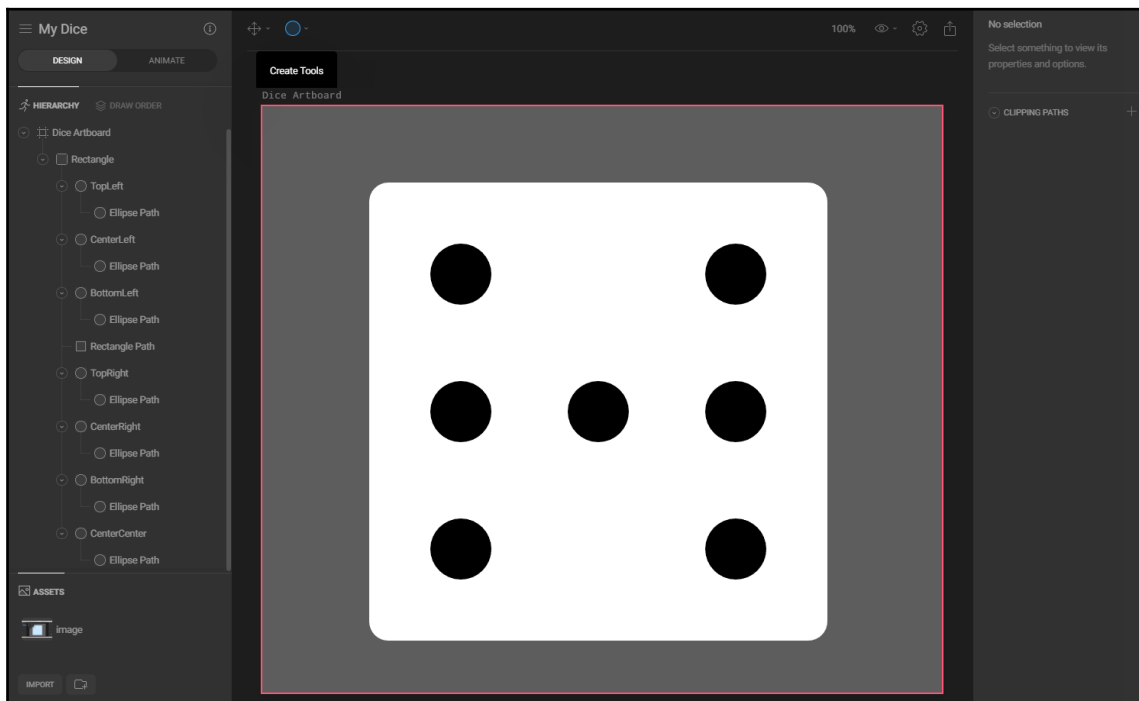 My Dice
DESIGN
ANIMATE
HIERARCHY
DRAW ORDER
Dice Artboard
Rectangle
TopLeft
Ellipse Path
CenterLeft
Ellipse Path
BottomLeft
Ellipse Path
Rectangle Path
TopRight
Ellipse Path
CenterRight
Ellipse Path
BottomRight
Ellipse Path
CenterCenter
Ellipse Path
ASSETS
image
IMPORT
Create Tools
Dice Artboard
100%
No selection
Select something to view its
properties and options.
CLIPPING PATHS